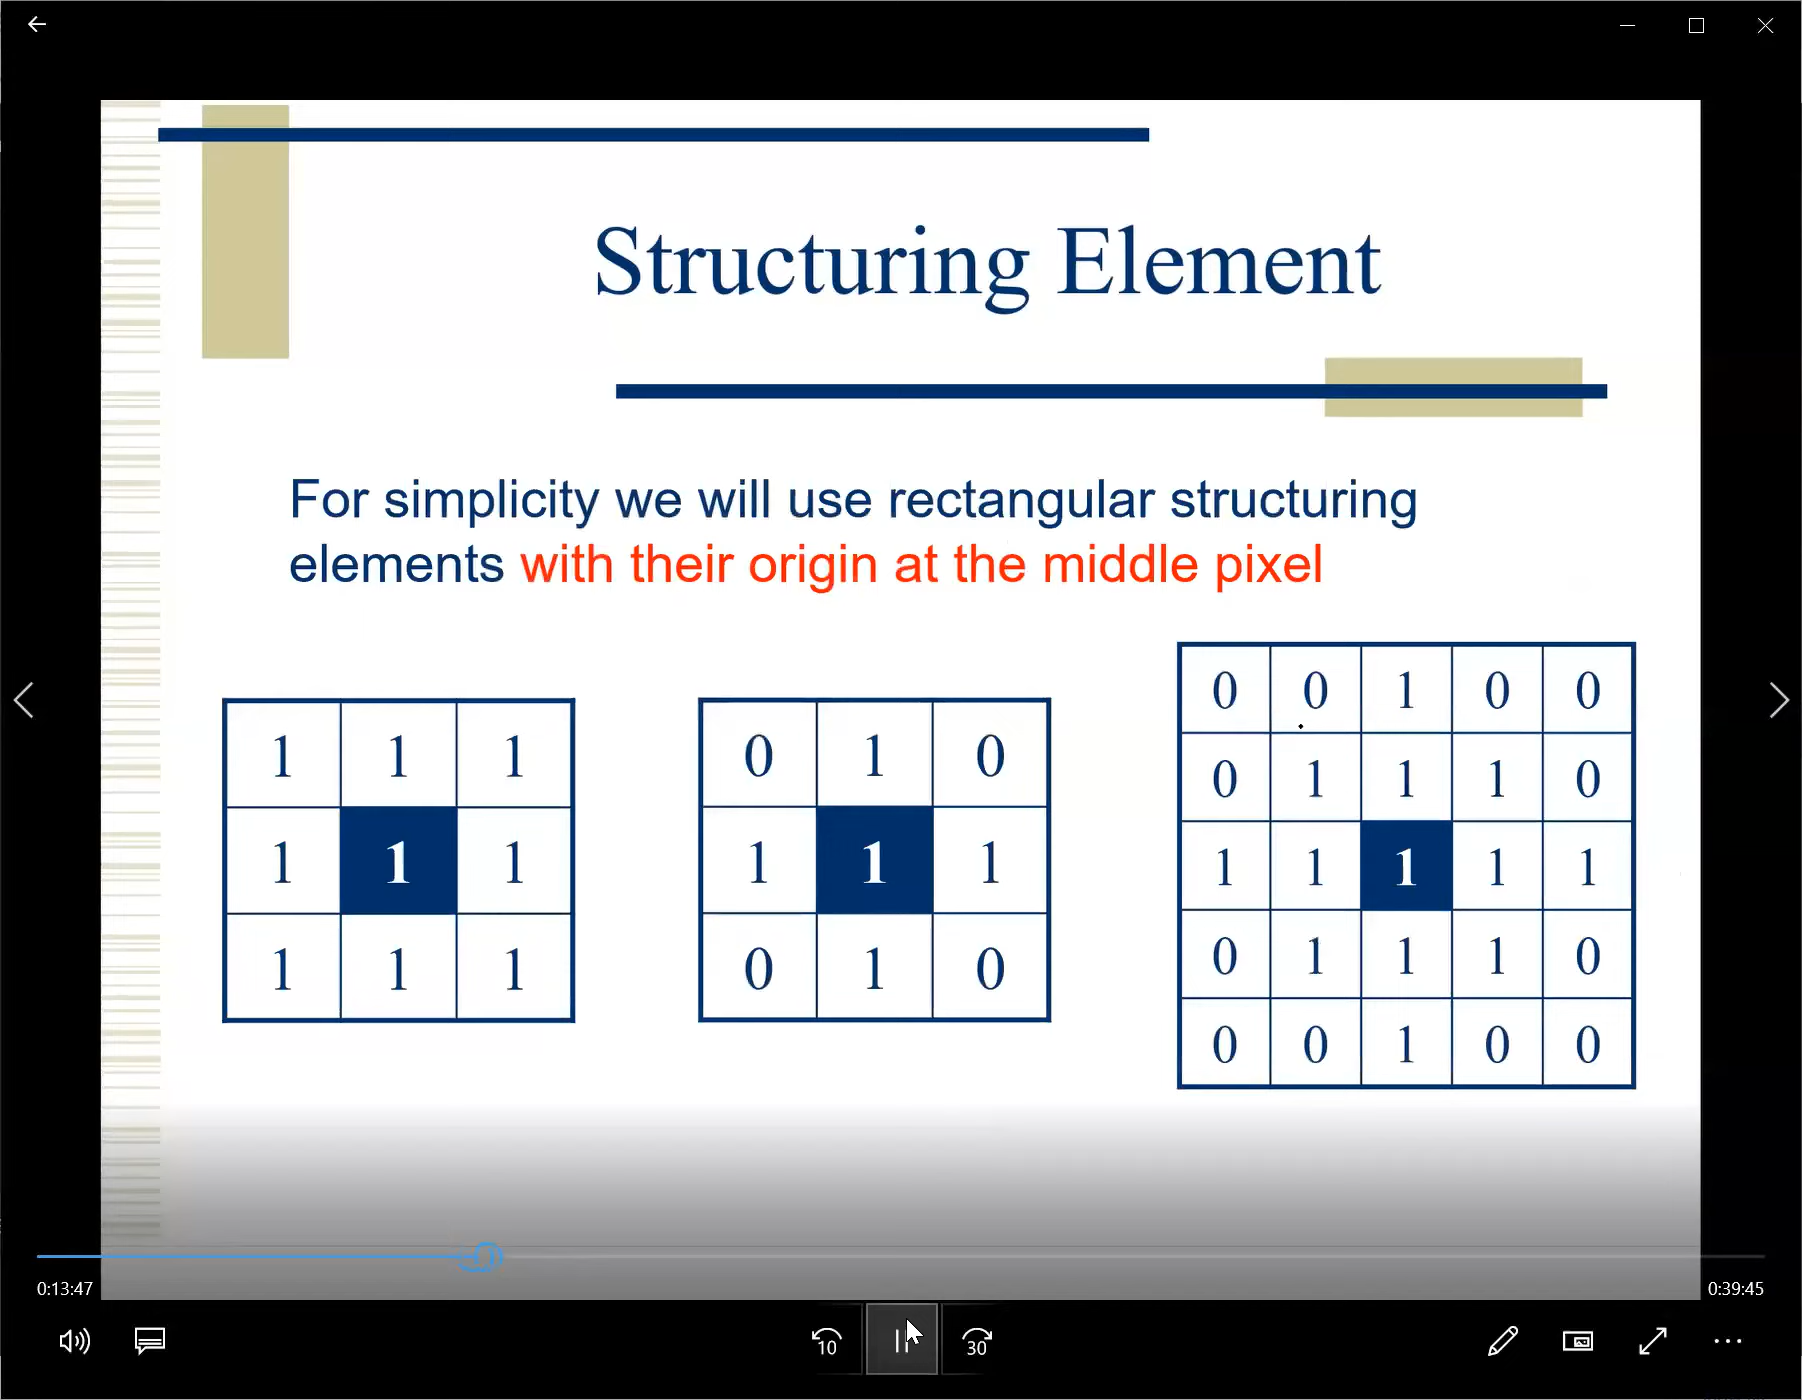 Structuring Element
For simplicity we will use rectangular structuring
elements with their origin at the middle pixel
1 1 1
1 1 1
1 1 1
0 1 0
1 1 1
0 1 0
0 0 1 0 0
0 1 1 1 0
1 1 1 1 1
0 1 1 1 0
0 0 1 0 0
0:13:47
0:39:45
10
30